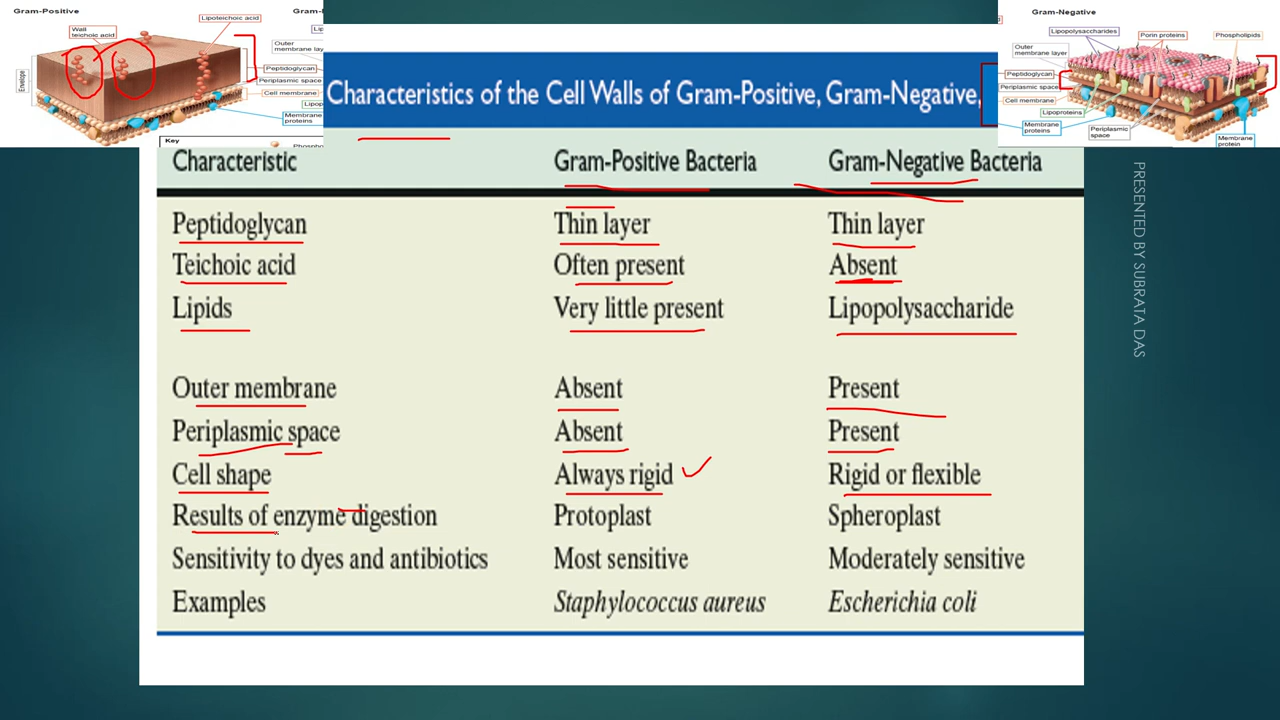 Gram-Positive
Wall
teichoic acid
Lipoteichoic acid
Envelope
Outer
membrane lay
Peptidoglycan
Periplasmic space
Cell membrane
Lipop
Membrane
proteins
Key
Gram-Negative
Lipopolysaccharides
Porin proteins
Phospholipids
Outer
membrane layer
Peptidoglycan
Periplasmic space
Cell membrane
Lipoproteins
Membrane
proteins
Periplasmic
space
Membrane
protein
Characteristics of the Cell Walls of Gram-Positive, Gram-Negative,
Characteristic Gram-Positive Bacteria Gram-Negative Bacteria
Peptidoglycan Thin layer Thin layer
Teichoic acid Often present Absent
Lipids Very little present Lipopolysaccharide
Outer membrane Absent Present
Periplasmic space Absent Present
Cell shape Always rigid Rigid or flexible
Results of enzyme digestion Protoplast Spheroplast
Sensitivity to dyes and antibiotics Most sensitive Moderately sensitive
Examples Staphylococcus aureus Escherichia coli
PRESENTED BY SUBRATA DAS